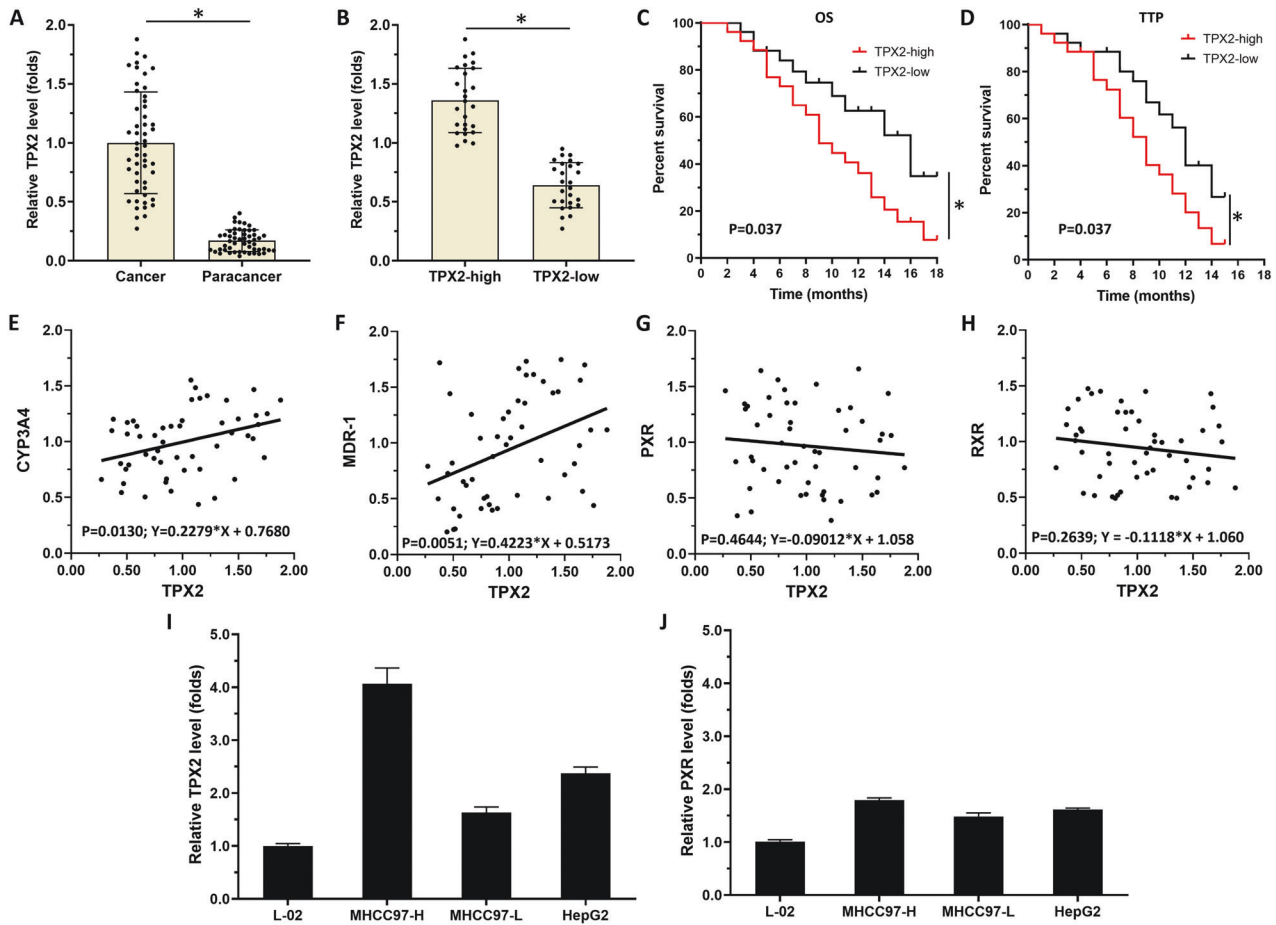 A
Relative TPX2 level (folds)
2.0
1.5
1.0
0.5
0.0
*
Cancer
Paracancer
B
Relative TPX2 level (folds)
2.0
1.5
1.0
0.5
0.0
*
TPX2-high
TPX2-low
C
OS
Percent survival
100
80
60
40
20
0
TPX2-high
TPX2-low
*
P=0.037
0 2 4 6 8 10 12 14 16 18
Time (months)
D
TTP
Percent survival
100
80
60
40
20
0
TPX2-high
TPX2-low
*
P=0.037
0 2 4 6 8 10 12 14 16 18
Time (months)
E
CYP3A4
2.0
1.5
1.0
0.5
0.0
P=0.0130; Y=0.2279*X + 0.7680
0.00 0.50 1.00 1.50 2.00
TPX2
F
MDR-1
2.0
1.5
1.0
0.5
0.0
P=0.0051; Y=0.4223*X + 0.5173
0.00 0.50 1.00 1.50 2.00
TPX2
G
PXR
2.0
1.5
1.0
0.5
0.0
P=0.4644; Y=-0.09012*X + 1.058
0.00 0.50 1.00 1.50 2.00
TPX2
H
RXR
2.0
1.5
1.0
0.5
0.0
P=0.2639; Y = -0.1118*X + 1.060
0.00 0.50 1.00 1.50 2.00
TPX2
I
Relative TPX2 level (folds)
5.0
4.0
3.0
2.0
1.0
0.0
L-02 MHCC97-H MHCC97-L HepG2
J
Relative PXR level (folds)
5.0
4.0
3.0
2.0
1.0
0.0
L-02 MHCC97-H MHCC97-L HepG2